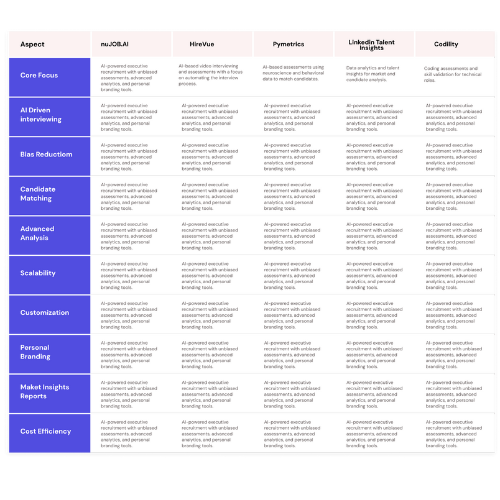 Aspect
nuJOB.AI
HireVue
Pymetrics
LinkedIn Talent
Insights
Codility
Core Focus
AI-powered executive
recruitment with unbiased
assessments, advanced
analytics, and personal
branding tools.
AI-based video interviewing
and assessments with a focus
on automating the interview
process.
AI-based assessments using
neuroscience and behavioral
data to match candidates.
Data analytics and talent
insights for market and
candidate analysis.
Coding assessments and
skill validation for technical
roles.
AI Driven
interviewing
AI-powered executive
recruitment with unbiased
assessments, advanced
analytics, and personal
branding tools.
AI-powered executive
recruitment with unbiased
assessments, advanced
analytics, and personal
branding tools.
AI-powered executive
recruitment with unbiased
assessments, advanced
analytics, and personal
branding tools.
AI-powered executive
recruitment with unbiased
assessments, advanced
analytics, and personal
branding tools.
AI-powered executive
recruitment with unbiased
assessments, advanced
analytics, and personal
branding tools.
Bias Reductiom
AI-powered executive
recruitment with unbiased
assessments, advanced
analytics, and personal
branding tools.
AI-powered executive
recruitment with unbiased
assessments, advanced
analytics, and personal
branding tools.
AI-powered executive
recruitment with unbiased
assessments, advanced
analytics, and personal
branding tools.
AI-powered executive
recruitment with unbiased
assessments, advanced
analytics, and personal
branding tools.
AI-powered executive
recruitment with unbiased
assessments, advanced
analytics, and personal
branding tools.
Candidate
Matching
AI-powered executive
recruitment with unbiased
assessments, advanced
analytics, and personal
branding tools.
AI-powered executive
recruitment with unbiased
assessments, advanced
analytics, and personal
branding tools.
AI-powered executive
recruitment with unbiased
assessments, advanced
analytics, and personal
branding tools.
AI-powered executive
recruitment with unbiased
assessments, advanced
analytics, and personal
branding tools.
AI-powered executive
recruitment with unbiased
assessments, advanced
analytics, and personal
branding tools.
Advanced
Analysis
AI-powered executive
recruitment with unbiased
assessments, advanced
analytics, and personal
branding tools.
AI-powered executive
recruitment with unbiased
assessments, advanced
analytics, and personal
branding tools.
AI-powered executive
recruitment with unbiased
assessments, advanced
analytics, and personal
branding tools.
AI-powered executive
recruitment with unbiased
assessments, advanced
analytics, and personal
branding tools.
AI-powered executive
recruitment with unbiased
assessments, advanced
analytics, and personal
branding tools.
Scalability
AI-powered executive
recruitment with unbiased
assessments, advanced
analytics, and personal
branding tools.
AI-powered executive
recruitment with unbiased
assessments, advanced
analytics, and personal
branding tools.
AI-powered executive
recruitment with unbiased
assessments, advanced
analytics, and personal
branding tools.
AI-powered executive
recruitment with unbiased
assessments, advanced
analytics, and personal
branding tools.
AI-powered executive
recruitment with unbiased
assessments, advanced
analytics, and personal
branding tools.
Customization
AI-powered executive
recruitment with unbiased
assessments, advanced
analytics, and personal
branding tools.
AI-powered executive
recruitment with unbiased
assessments, advanced
analytics, and personal
branding tools.
AI-powered executive
recruitment with unbiased
assessments, advanced
analytics, and personal
branding tools.
AI-powered executive
recruitment with unbiased
assessments, advanced
analytics, and personal
branding tools.
AI-powered executive
recruitment with unbiased
assessments, advanced
analytics, and personal
branding tools.
Personal
Branding
AI-powered executive
recruitment with unbiased
assessments, advanced
analytics, and personal
branding tools.
AI-powered executive
recruitment with unbiased
assessments, advanced
analytics, and personal
branding tools.
AI-powered executive
recruitment with unbiased
assessments, advanced
analytics, and personal
branding tools.
AI-powered executive
recruitment with unbiased
assessments, advanced
analytics, and personal
branding tools.
AI-powered executive
recruitment with unbiased
assessments, advanced
analytics, and personal
branding tools.
Maket Insights
Reports
AI-powered executive
recruitment with unbiased
assessments, advanced
analytics, and personal
branding tools.
AI-powered executive
recruitment with unbiased
assessments, advanced
analytics, and personal
branding tools.
AI-powered executive
recruitment with unbiased
assessments, advanced
analytics, and personal
branding tools.
AI-powered executive
recruitment with unbiased
assessments, advanced
analytics, and personal
branding tools.
AI-powered executive
recruitment with unbiased
assessments, advanced
analytics, and personal
branding tools.
Cost Efficiency
AI-powered executive
recruitment with unbiased
assessments, advanced
analytics, and personal
branding tools.
AI-powered executive
recruitment with unbiased
assessments, advanced
analytics, and personal
branding tools.
AI-powered executive
recruitment with unbiased
assessments, advanced
analytics, and personal
branding tools.
AI-powered executive
recruitment with unbiased
assessments, advanced
analytics, and personal
branding tools.
AI-powered executive
recruitment with unbiased
assessments, advanced
analytics, and personal
branding tools.